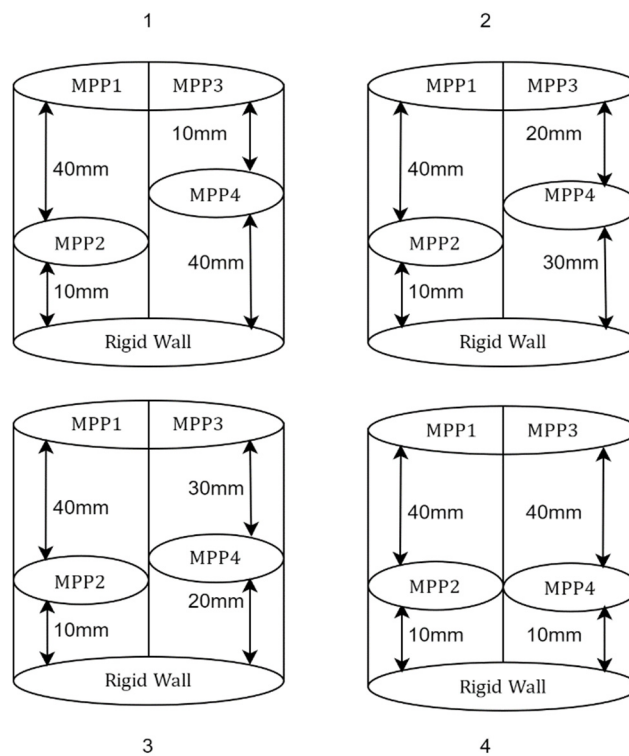 1
2
MPP1 MPP3
10mm
40mm
MPP4
MPP2
40mm
10mm
Rigid Wall
MPP1 MPP3
20mm
40mm
MPP4
MPP2
30mm
10mm
Rigid Wall
MPP1 MPP3
30mm
40mm
MPP4
MPP2
20mm
10mm
Rigid Wall
MPP1 MPP3
40mm 40mm
MPP2 MPP4
10mm 10mm
Rigid Wall
3
4